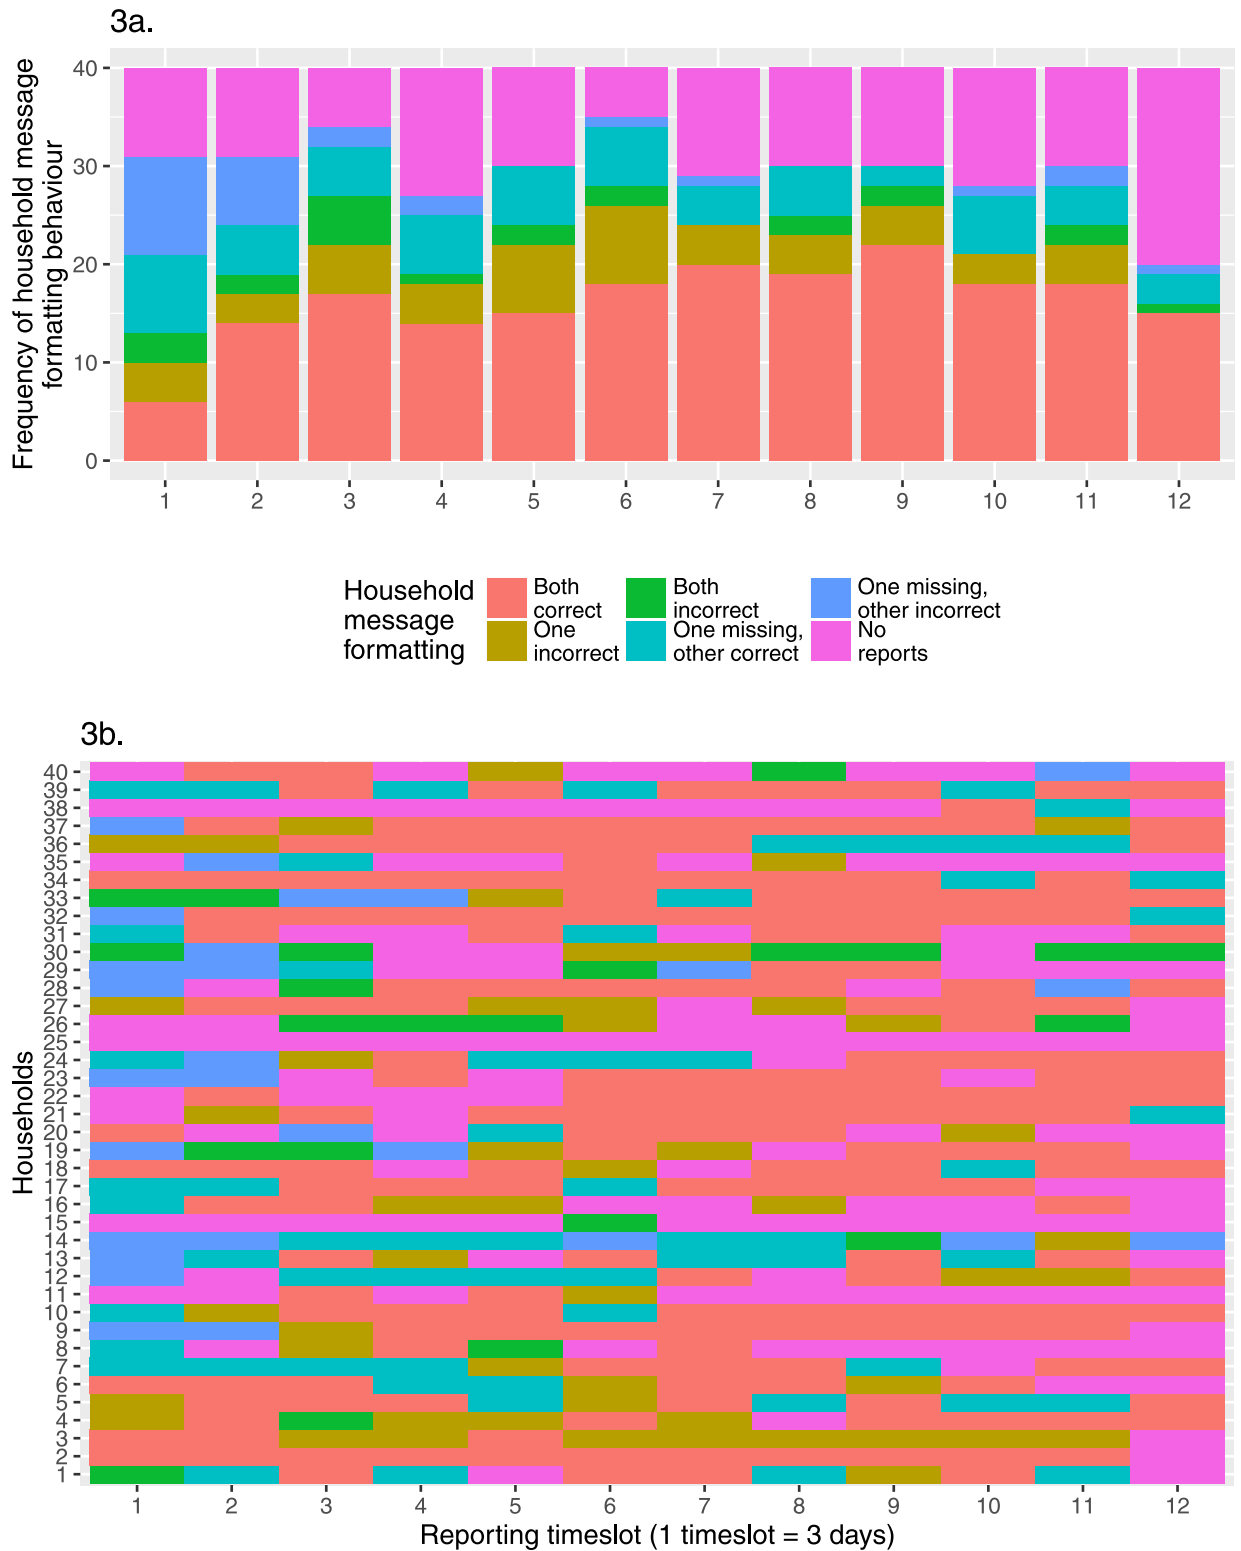 3a.
Frequency of household message
formatting behaviour
40
30
20
10
0
1 2 3 4 5 6 7 8 9 10 11 12
Household
message
formatting
Both
correct
Both
incorrect
One missing,
other incorrect
One
incorrect
One missing,
other correct
No
reports
3b.
Households
40
39
38
37
36
35
34
33
32
31
30
29
28
27
26
25
24
23
22
21
20
19
18
17
16
15
14
13
12
11
10
9
8
7
6
5
4
3
2
1
1 2 3 4 5 6 7 8 9 10 11 12
Reporting timeslot (1 timeslot = 3 days)